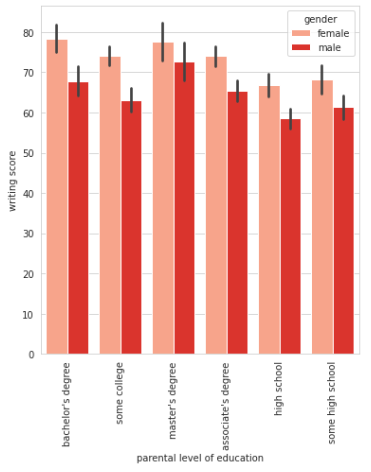 gender
female
male
80
70
60
50
40
30
20
10
0
writing score
bachelor's degree
some college
master's degree
associate's degree
high school
some high school
parental level of education